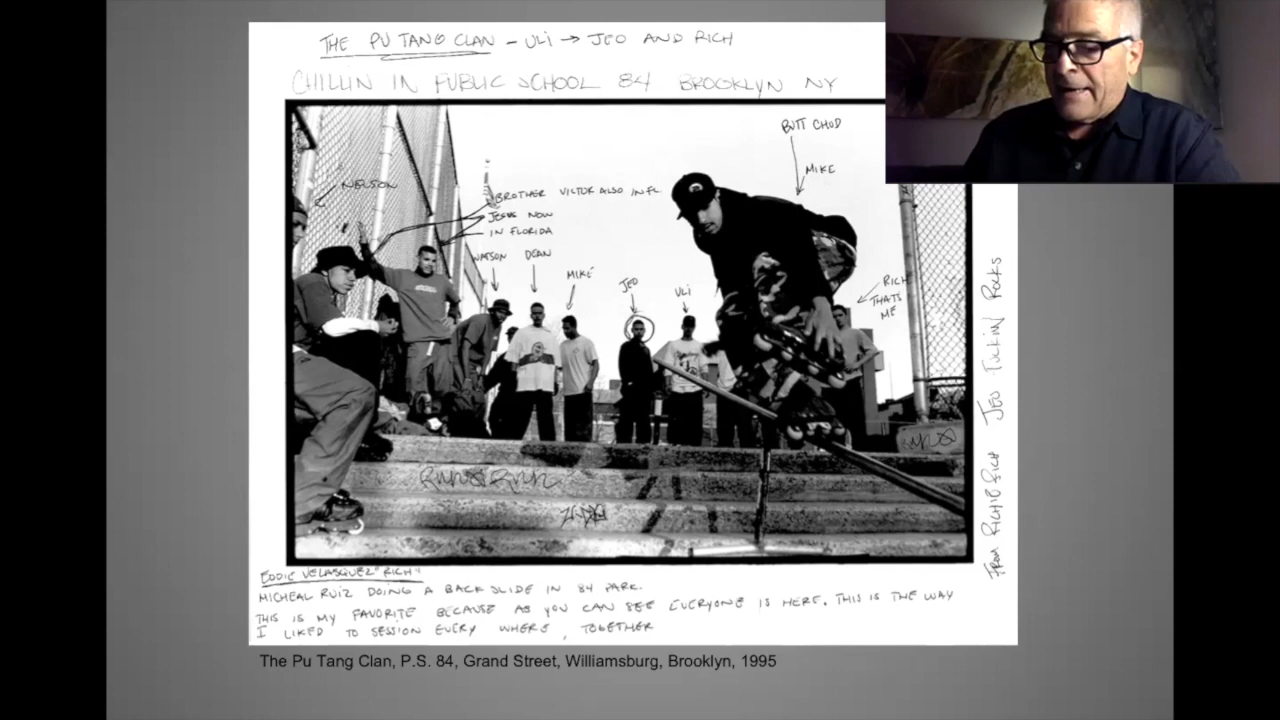 THE PU TANG CLAN – ULI → JEO AND RICH
CHILLIN IN PUBLIC SCHOOL 84 BROOKLYN NY
BUTT CHUD
MIKE
NELSON
BROTHER VICTOR ALSO IN FL
JESUS NOW
IN FLORIDA
WATSON
DEAN
MIKE
JEO
ULI
RICH
THATS
ME
FROM RICHIE RICH JEO FUCKIN ROCKS
EDDIE VELASQUEZ "RICH"
MICHEAL RUIZ DOING A BACKSLIDE IN 84 PARK.
THIS IS MY FAVORITE BECAUSE AS YOU CAN SEE EVERYONE IS HERE. THIS IS THE WAY
I LIKED TO SESSION EVERY WHERE, TOGETHER
The Pu Tang Clan, P.S. 84, Grand Street, Williamsburg, Brooklyn, 1995